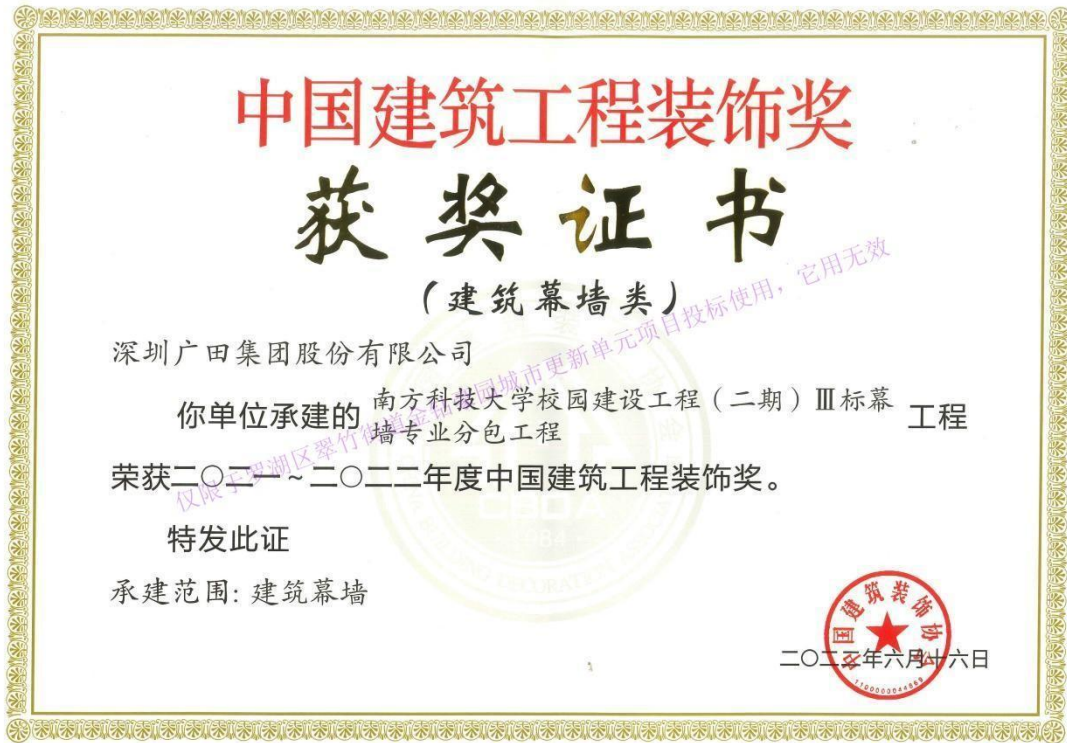 中国建筑工程装饰奖
获奖证书
（建筑幕墙类）
深圳广田集团股份有限公司
你单位承建的 南方科技大学校园建设工程（二期）Ⅲ标幕墙专业分包工程 工程
荣获二〇二一～二〇二二年度中国建筑工程装饰奖。
特发此证
承建范围: 建筑幕墙
二〇二二年六月十六日
中国建筑装饰协会
1100000044869
仅限于罗湖区翠竹街道金
园城市更新单元项目投标使用，它用无效
CBDA
1984